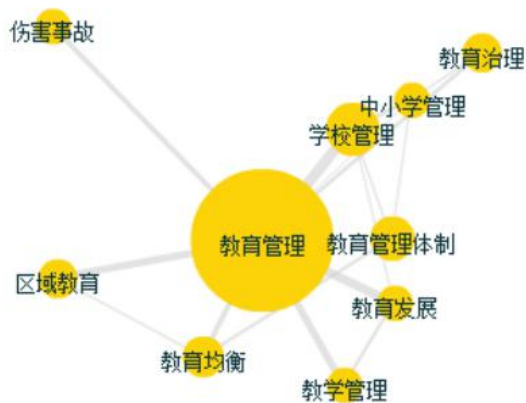 伤害事故
教育治理
中小学管理
学校管理
教育管理
教育管理体制
区域教育
教育发展
教育均衡
教学管理